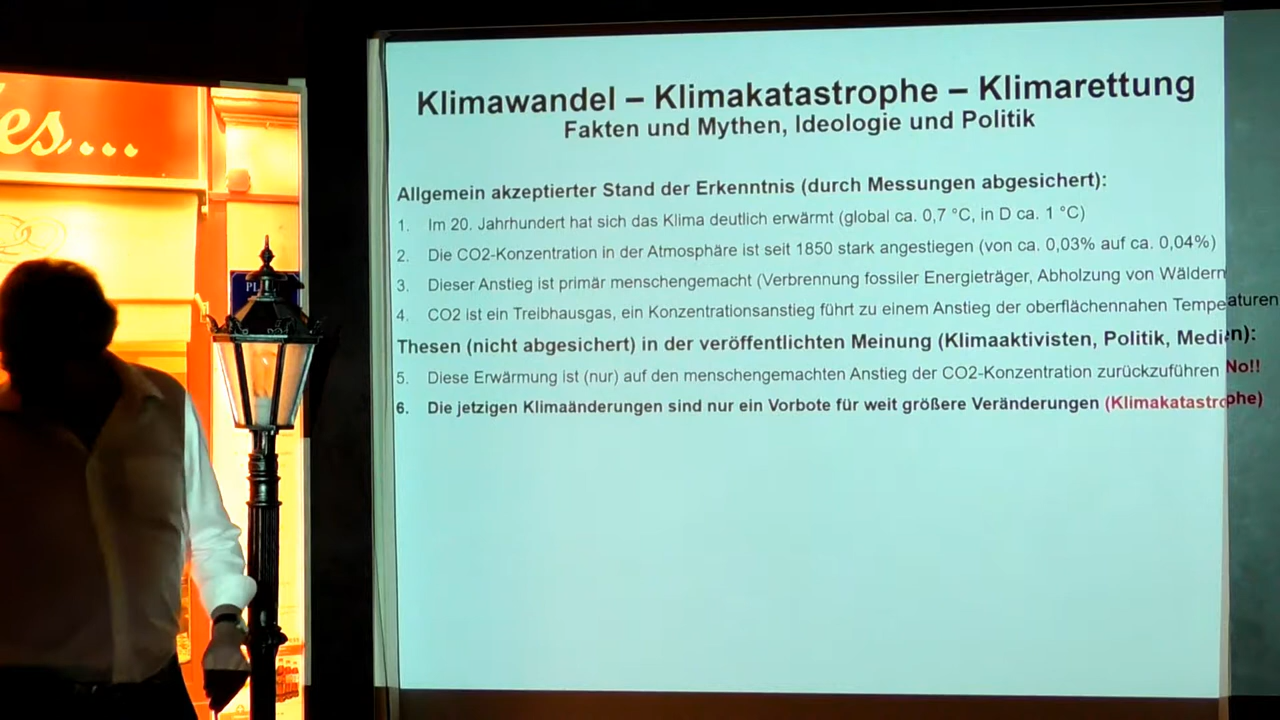 es...
PL
Klimawandel – Klimakatastrophe – Klimarettung
Fakten und Mythen, Ideologie und Politik
Allgemein akzeptierter Stand der Erkenntnis (durch Messungen abgesichert):
1. Im 20. Jahrhundert hat sich das Klima deutlich erwärmt (global ca. 0,7 °C, in D ca. 1 °C)
2. Die CO2-Konzentration in der Atmosphäre ist seit 1850 stark angestiegen (von ca. 0,03% auf ca. 0,04%)
3. Dieser Anstieg ist primär menschengemacht (Verbrennung fossiler Energieträger, Abholzung von Wäldern
4. CO2 ist ein Treibhausgas, ein Konzentrationsanstieg führt zu einem Anstieg der oberflächennahen Temperaturen
Thesen (nicht abgesichert) in der veröffentlichten Meinung (Klimaaktivisten, Politik, Medien):
5. Diese Erwärmung ist (nur) auf den menschengemachten Anstieg der CO2-Konzentration zurückzuführen No!!
6. Die jetzigen Klimaänderungen sind nur ein Vorbote für weit größere Veränderungen (Klimakatastrophe)